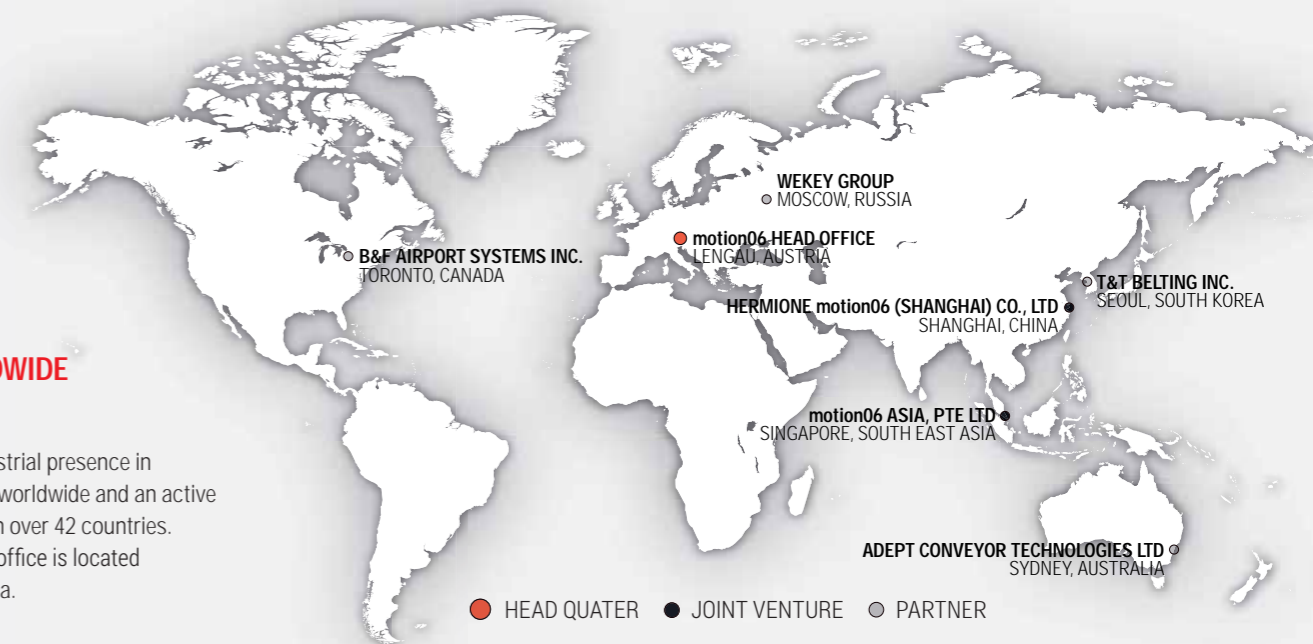 WEKEY GROUP
MOSCOW, RUSSIA
motion06 HEAD OFFICE
LENGAU, AUSTRIA
B&F AIRPORT SYSTEMS INC.
TORONTO, CANADA
T&T BELTING INC.
SEOUL, SOUTH KOREA
HERMIONE motion06 (SHANGHAI) CO., LTD
SHANGHAI, CHINA
motion06 ASIA, PTE LTD
SINGAPORE, SOUTH EAST ASIA
ADEPT CONVEYOR TECHNOLOGIES LTD
SYDNEY, AUSTRALIA
DWIDE
strial presence in
worldwide and an active
n over 42 countries.
office is located
a.
HEAD QUATER JOINT VENTURE PARTNER